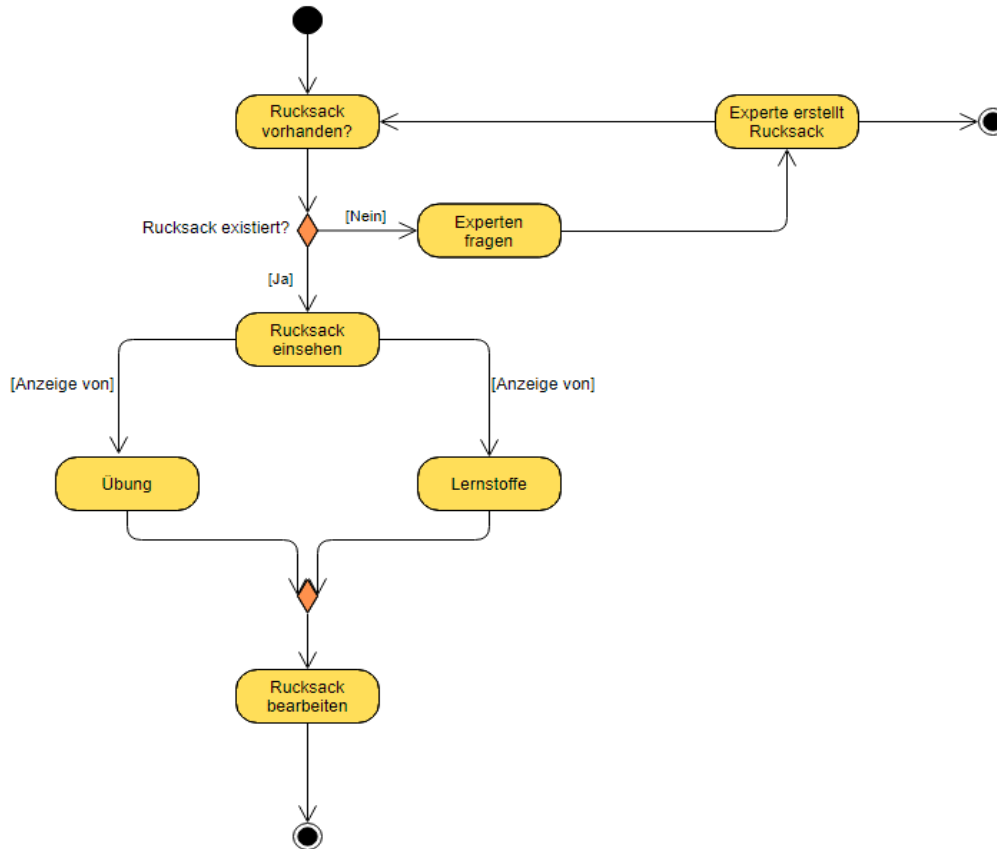 Rucksack
vorhanden?
Experte erstellt
Rucksack
Rucksack existiert?
[Nein]
Experten
fragen
[Ja]
Rucksack
einsehen
[Anzeige von]
[Anzeige von]
Übung
Lernstoffe
Rucksack
bearbeiten